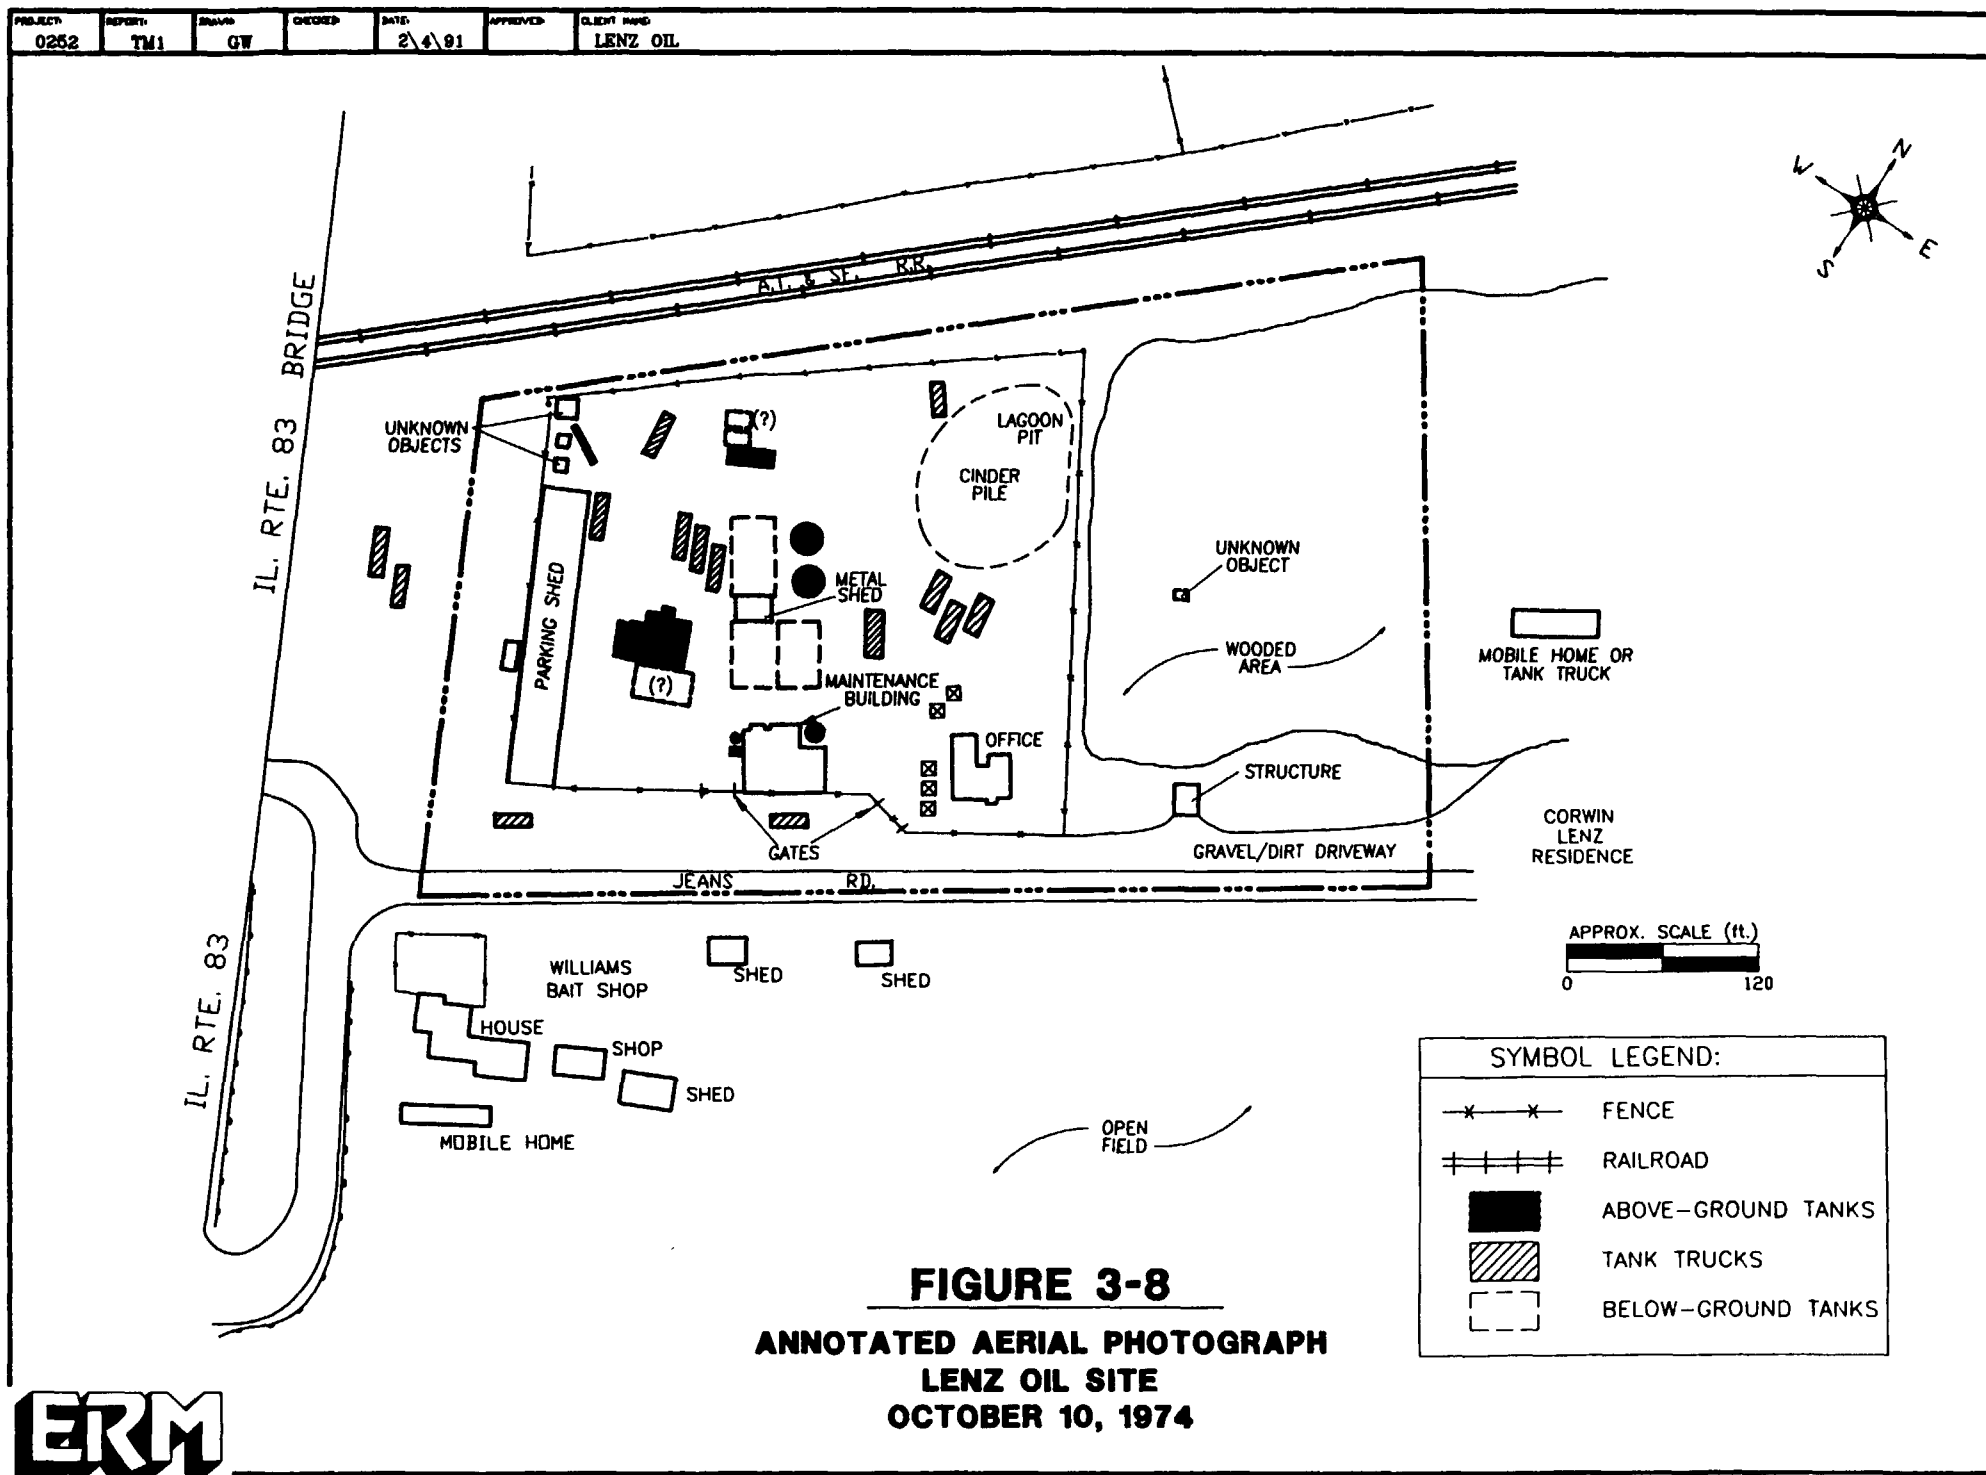 PROJECT: REPORT: DRAWN: CHECKED: DATE: APPROVED: CLIENT NAME:
0252 TM1 GW 2\4\91 LENZ OIL
N
W
E
S
IL. RTE. 83 BRIDGE
A.T. & SF. R.R.
UNKNOWN
OBJECTS
(?)
LAGOON
PIT
CINDER
PILE
PARKING SHED
METAL
SHED
UNKNOWN
OBJECT
WOODED
AREA
MOBILE HOME OR
TANK TRUCK
(?)
MAINTENANCE
BUILDING
OFFICE
STRUCTURE
GATES
GRAVEL/DIRT DRIVEWAY
CORWIN
LENZ
RESIDENCE
JEANS RD.
IL. RTE. 83
WILLIAMS
BAIT SHOP
SHED
SHED
HOUSE
SHOP
SHED
MOBILE HOME
OPEN
FIELD
APPROX. SCALE (ft.)
0 120
SYMBOL LEGEND:
FENCE
RAILROAD
ABOVE-GROUND TANKS
TANK TRUCKS
BELOW-GROUND TANKS
FIGURE 3-8
ANNOTATED AERIAL PHOTOGRAPH
LENZ OIL SITE
OCTOBER 10, 1974
ERM